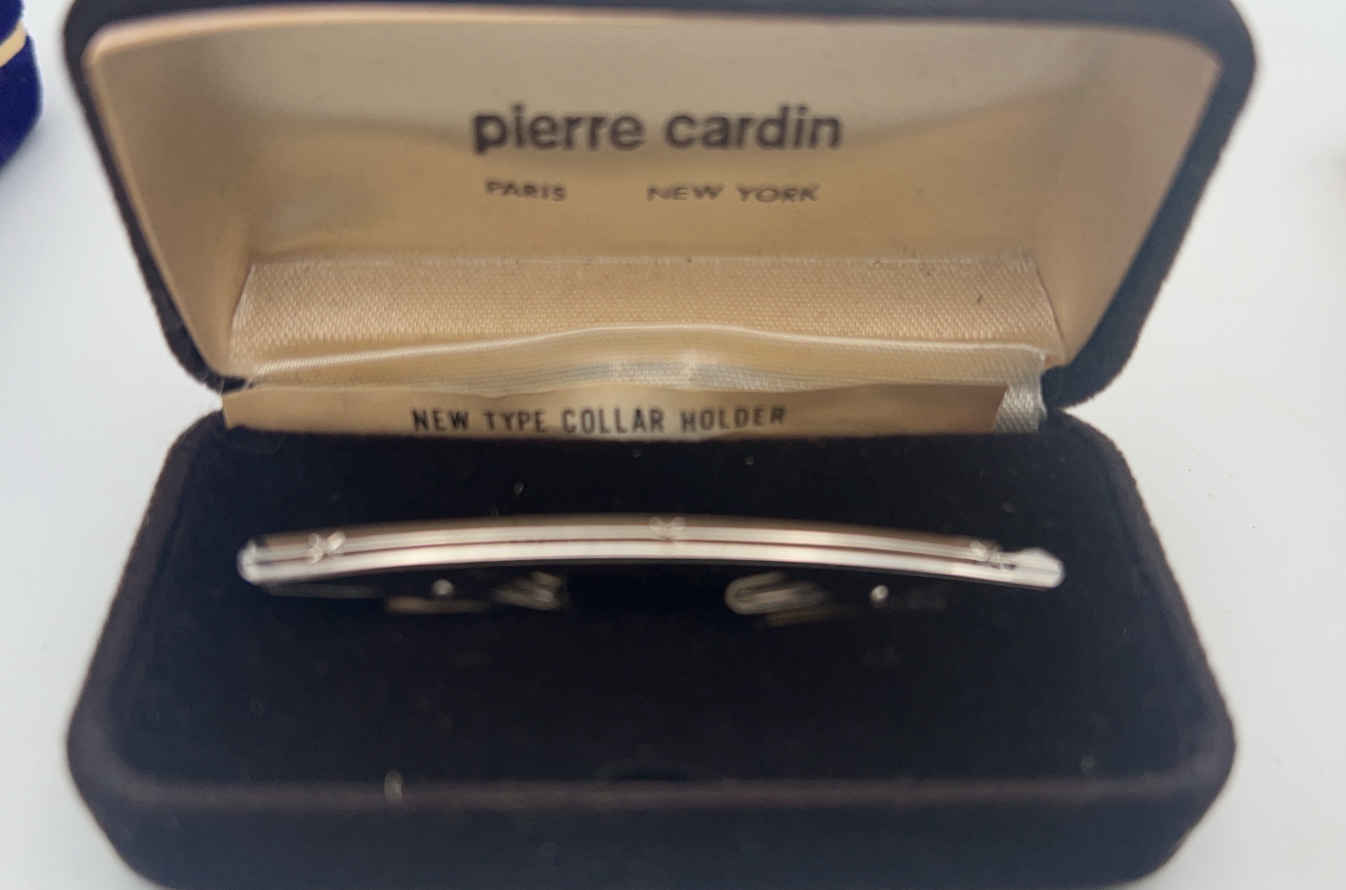 pierre cardin
PARIS NEW YORK
NEW TYPE COLLAR HOLDER